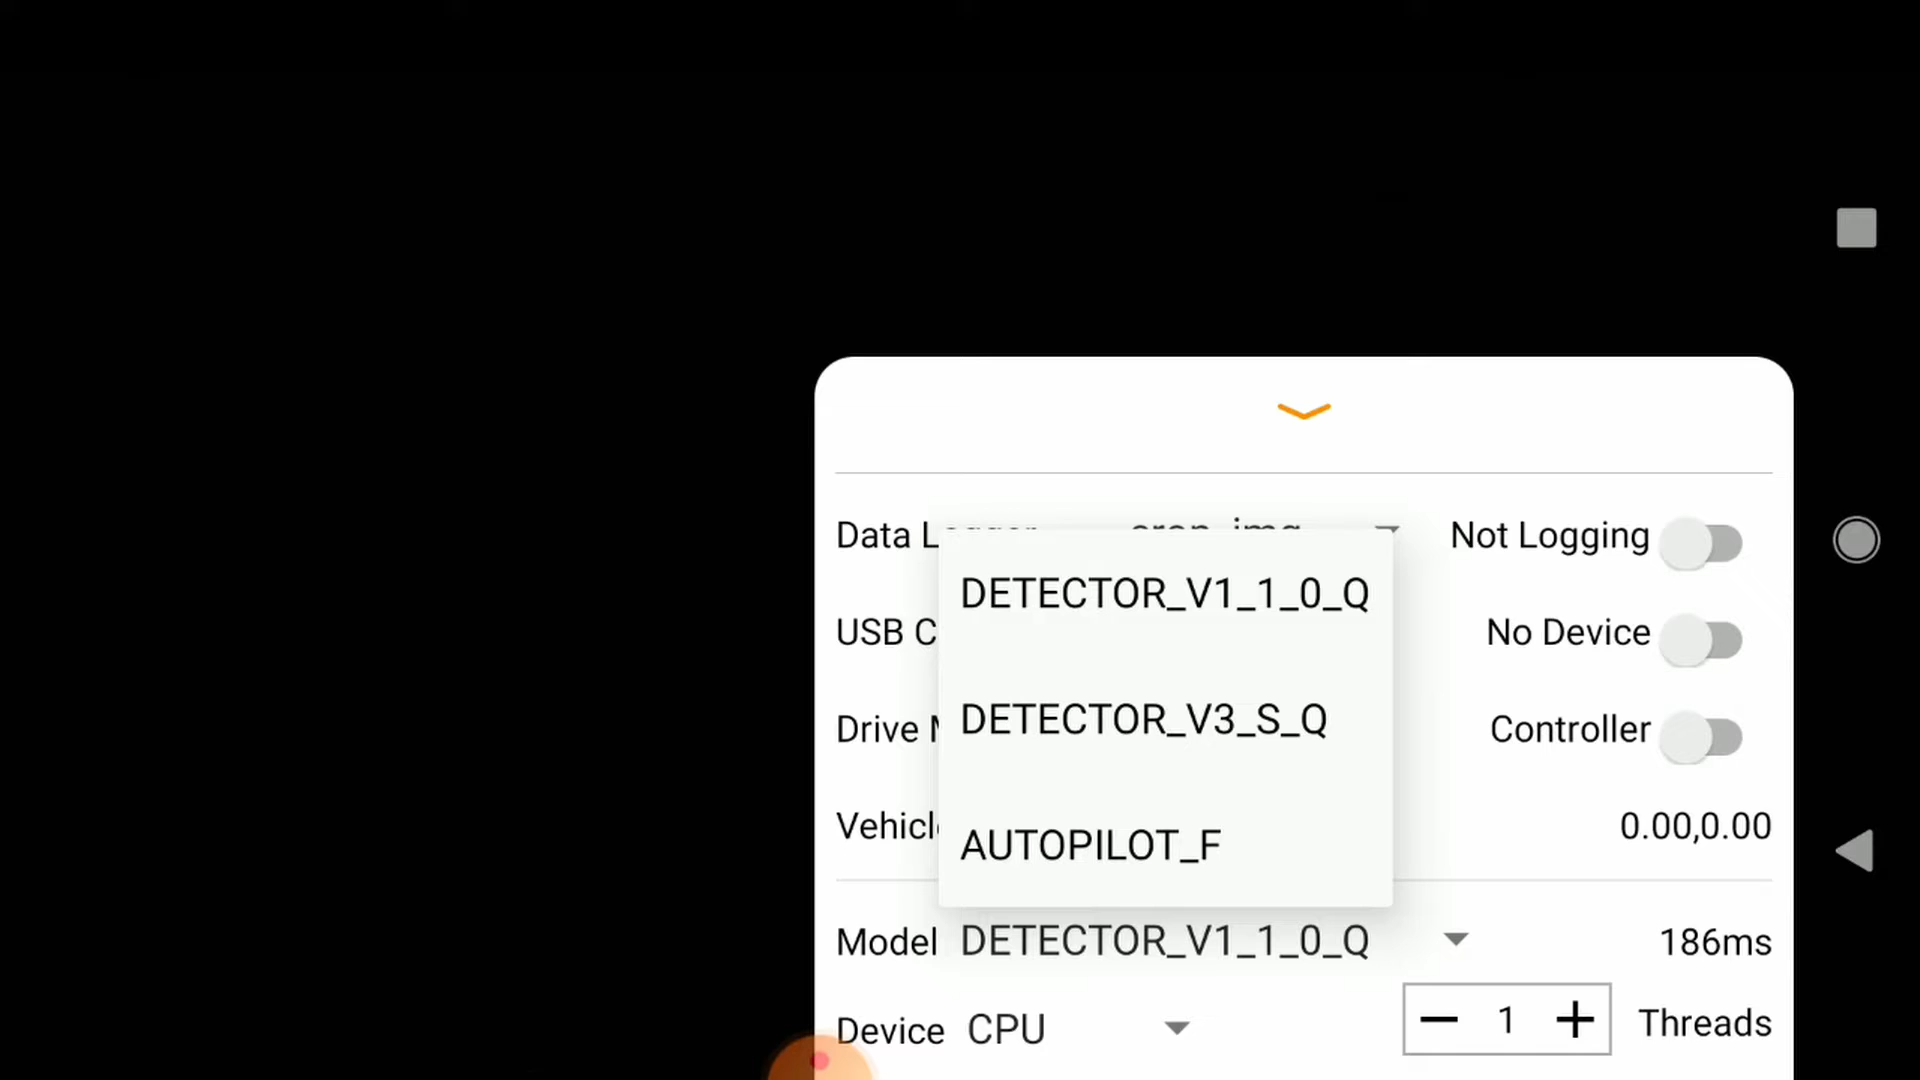 Data L crop_img Not Logging
DETECTOR_V1_1_0_Q
USB C No Device
DETECTOR_V3_S_Q
Drive Controller
Vehicl 0.00,0.00
AUTOPILOT_F
Model DETECTOR_V1_1_0_Q 186ms
Device CPU − 1 + Threads